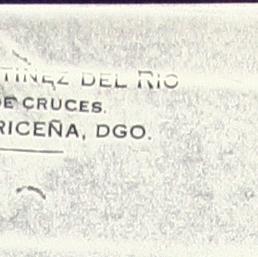 TINEZ DEL RIO
DE CRUCES.
RICEÑA, DGO.